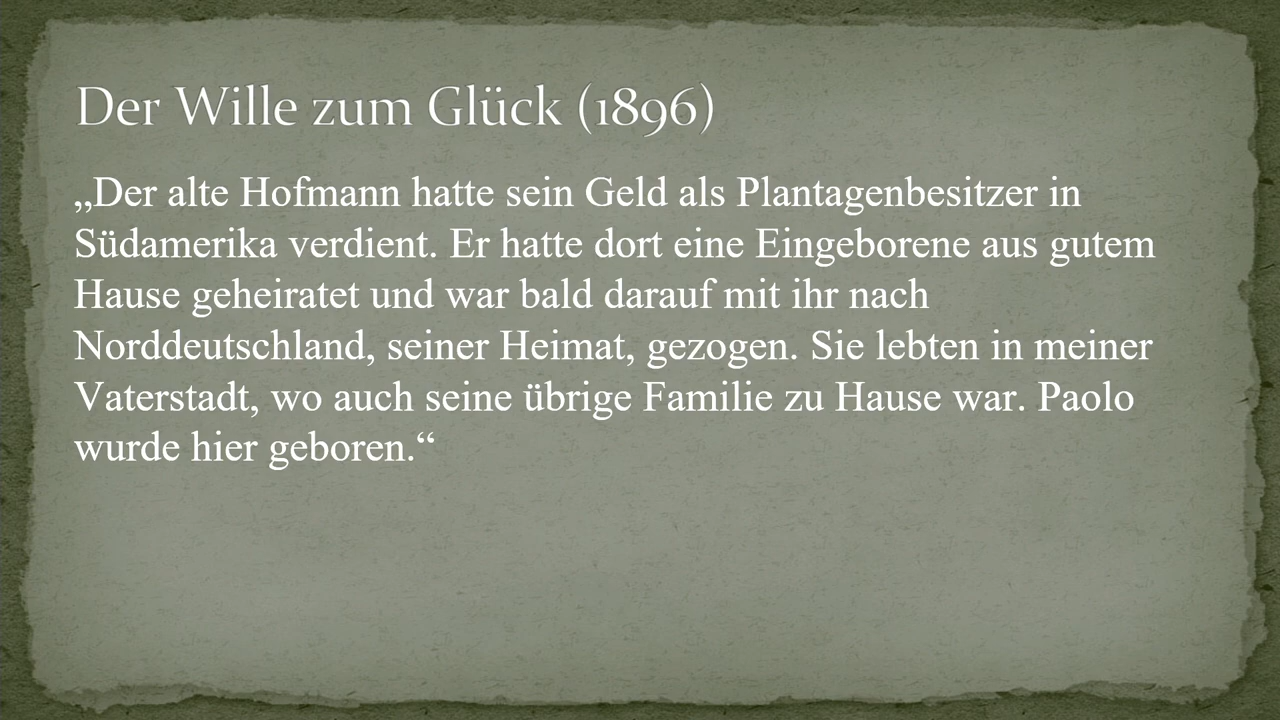 Der Wille zum Glück (1896)
„Der alte Hofmann hatte sein Geld als Plantagenbesitzer in
Südamerika verdient. Er hatte dort eine Eingeborene aus gutem
Hause geheiratet und war bald darauf mit ihr nach
Norddeutschland, seiner Heimat, gezogen. Sie lebten in meiner
Vaterstadt, wo auch seine übrige Familie zu Hause war. Paolo
wurde hier geboren.“